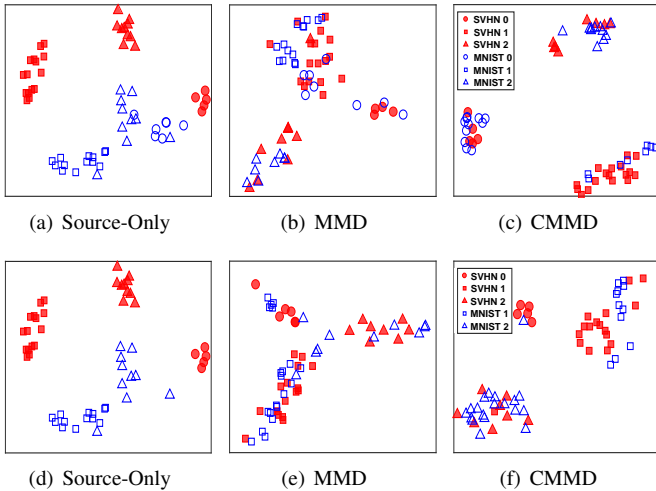 SVHN 0
SVHN 1
SVHN 2
MNIST 0
MNIST 1
MNIST 2
(a) Source-Only
(b) MMD
(c) CMMD
SVHN 0
SVHN 1
SVHN 2
MNIST 1
MNIST 2
(d) Source-Only
(e) MMD
(f) CMMD